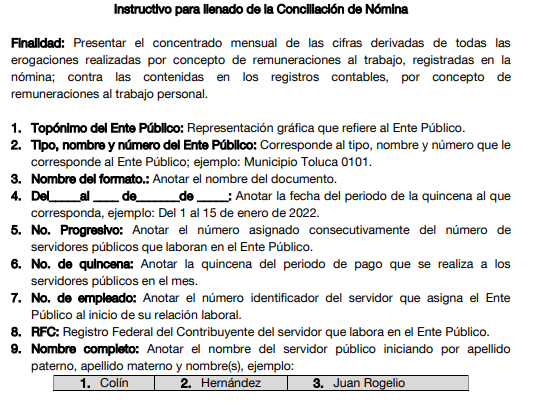 Instructivo para llenado de la Conciliación de Nómina
Finalidad: Presentar el concentrado mensual de las cifras derivadas de todas las
erogaciones realizadas por concepto de remuneraciones al trabajo, registradas en la
nómina; contra las contenidas en los registros contables, por concepto de
remuneraciones al trabajo personal.
1. Topónimo del Ente Público: Representación gráfica que refiere al Ente Público.
2. Tipo, nombre y número del Ente Público: Corresponde al tipo, nombre y número que le
corresponde al Ente Público; ejemplo: Municipio Toluca 0101.
3. Nombre del formato.: Anotar el nombre del documento.
4. Del_____al ____ de_______de _____: Anotar la fecha del periodo de la quincena al que
corresponda, ejemplo: Del 1 al 15 de enero de 2022.
5. No. Progresivo: Anotar el número asignado consecutivamente del número de
servidores públicos que laboran en el Ente Público.
6. No. de quincena: Anotar la quincena del periodo de pago que se realiza a los
servidores públicos en el mes.
7. No. de empleado: Anotar el número identificador del servidor que asigna el Ente
Público al inicio de su relación laboral.
8. RFC: Registro Federal del Contribuyente del servidor que labora en el Ente Público.
9. Nombre completo: Anotar el nombre del servidor público iniciando por apellido
paterno, apellido materno y nombre(s), ejemplo:
1. Colín 2. Hernández 3. Juan Rogelio